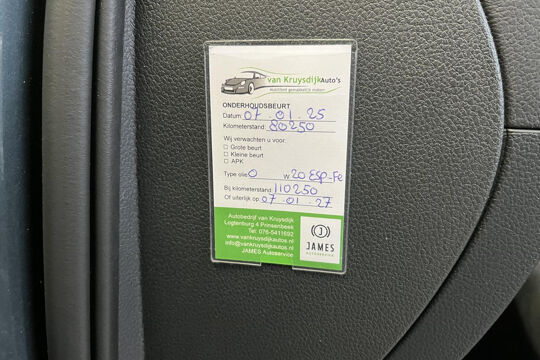 van Kruysdijk Auto's
mobiliteit gemakkelijk maken
ONDERHOUDSBEURT
Datum: 07.01.25
Kilometerstand: 80250
Wij verwachten u voor:
☐ Grote beurt
☐ Kleine beurt
☐ APK
Type olie 0 W 20 ESP-Fe
Bij kilometerstand 110250
Of uiterlijk op: 07.01.27
Autobedrijf van Kruysdijk
Logtenburg 4 Prinsenbeek
Tel: 076-5411692
www.vankruysdijkautos.nl
info@vankruysdijkautos.nl
JAMES Autoservice
J
JAMES
AUTOSERVICE